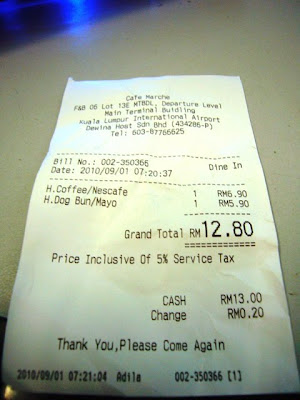 Cafe Marche
F&B 06 Lot 13E MTBDL, Departure Level
Main Terminal Buidling
Kuala Lumpur International Airport
Dewina Host Sdn Bhd (434286-P)
Tel: 603-87766625
Bill No.: 002-350366 Dine In
Date: 2010/09/01 07:20:37
H.Coffee/Nescafe 1 RM6.90
H.Dog Bun/Mayo 1 RM5.90
Grand Total RM12.80
Price Inclusive Of 5% Service Tax
CASH RM13.00
Change RM0.20
Thank You,Please Come Again
2010/09/01 07:21:04 Adila 002-350366 [1]